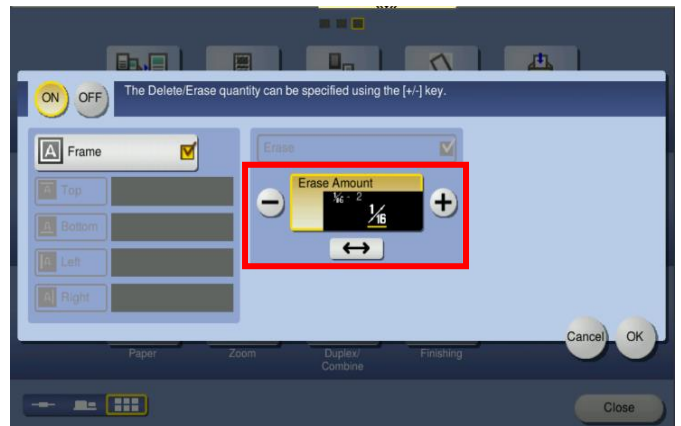 ON
OFF
The Delete/Erase quantity can be specified using the [+/-] key.
A Frame
Erase
A Top
A Bottom
A Left
A Right
Erase Amount
1/16 - 2
1/16
Cancel
OK
Paper
Zoom
Duplex/
Combine
Finishing
Close